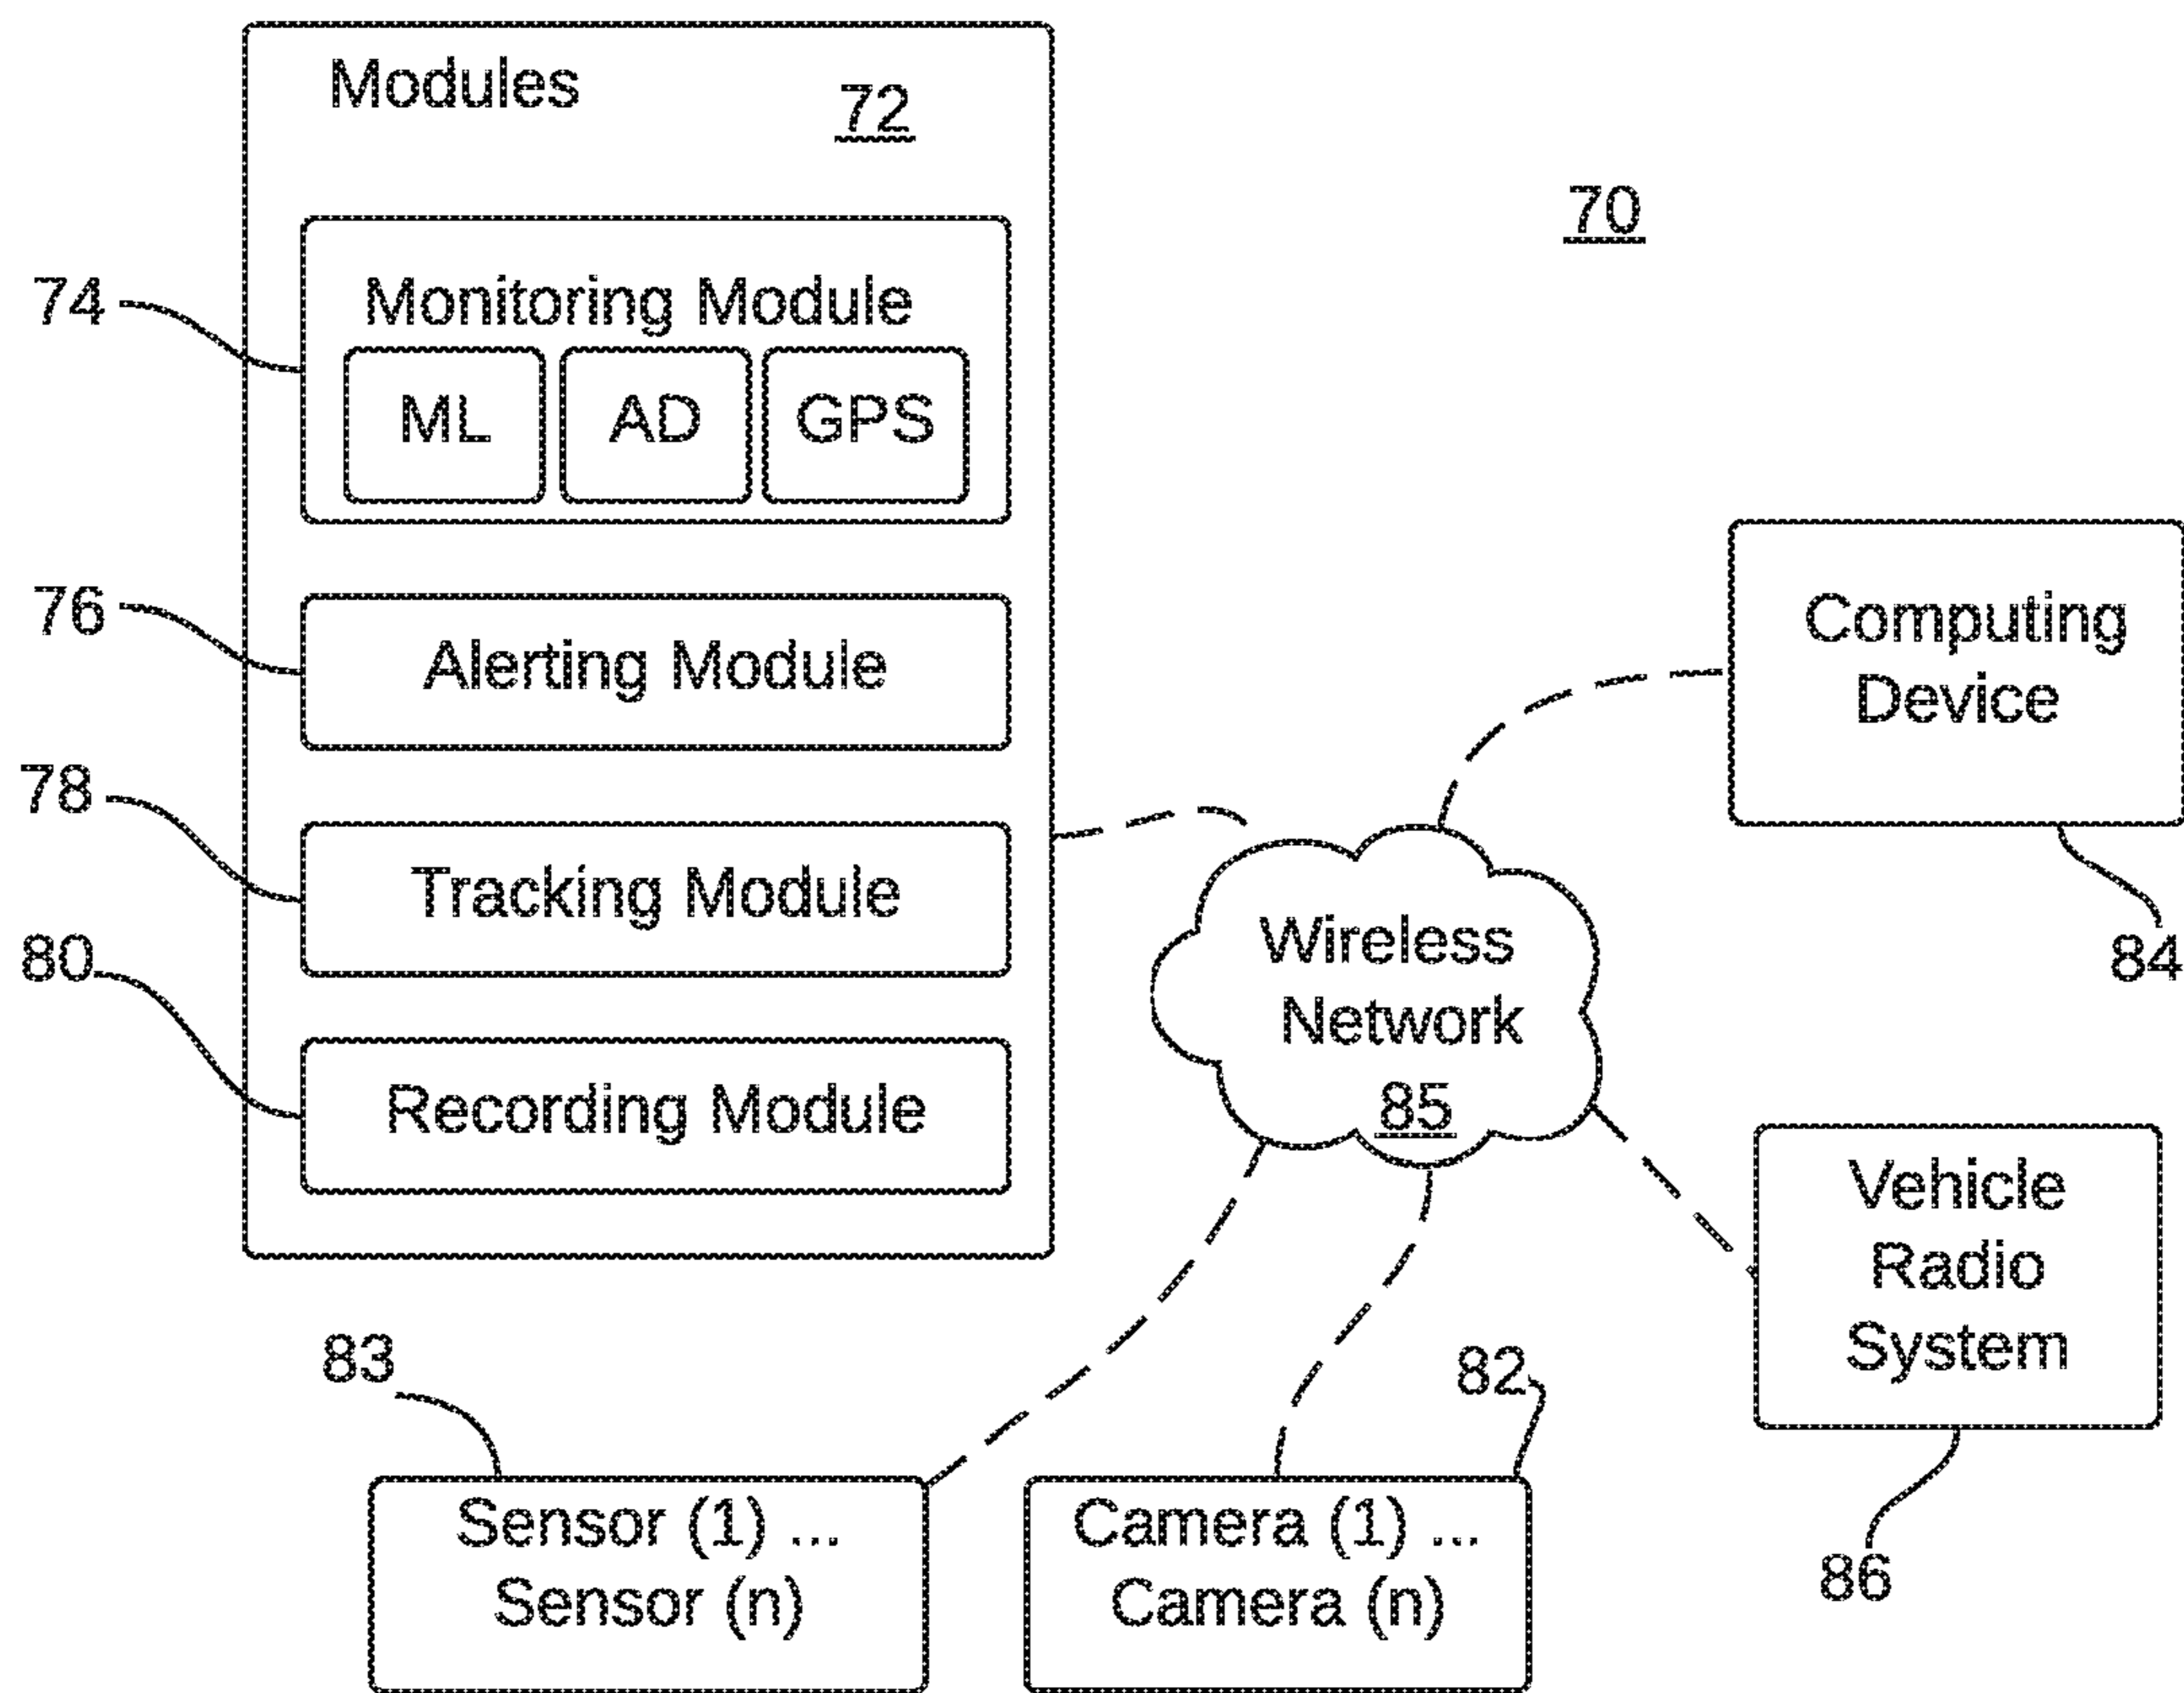 Modules
72
70
74
Monitoring Module
ML
AD
GPS
76
Alerting Module
Computing
Device
78
Tracking Module
84
80
Recording Module
Wireless
Network
85
Vehicle
Radio
System
86
83
82
Sensor (1) ...
Sensor (n)
Camera (1) ...
Camera (n)